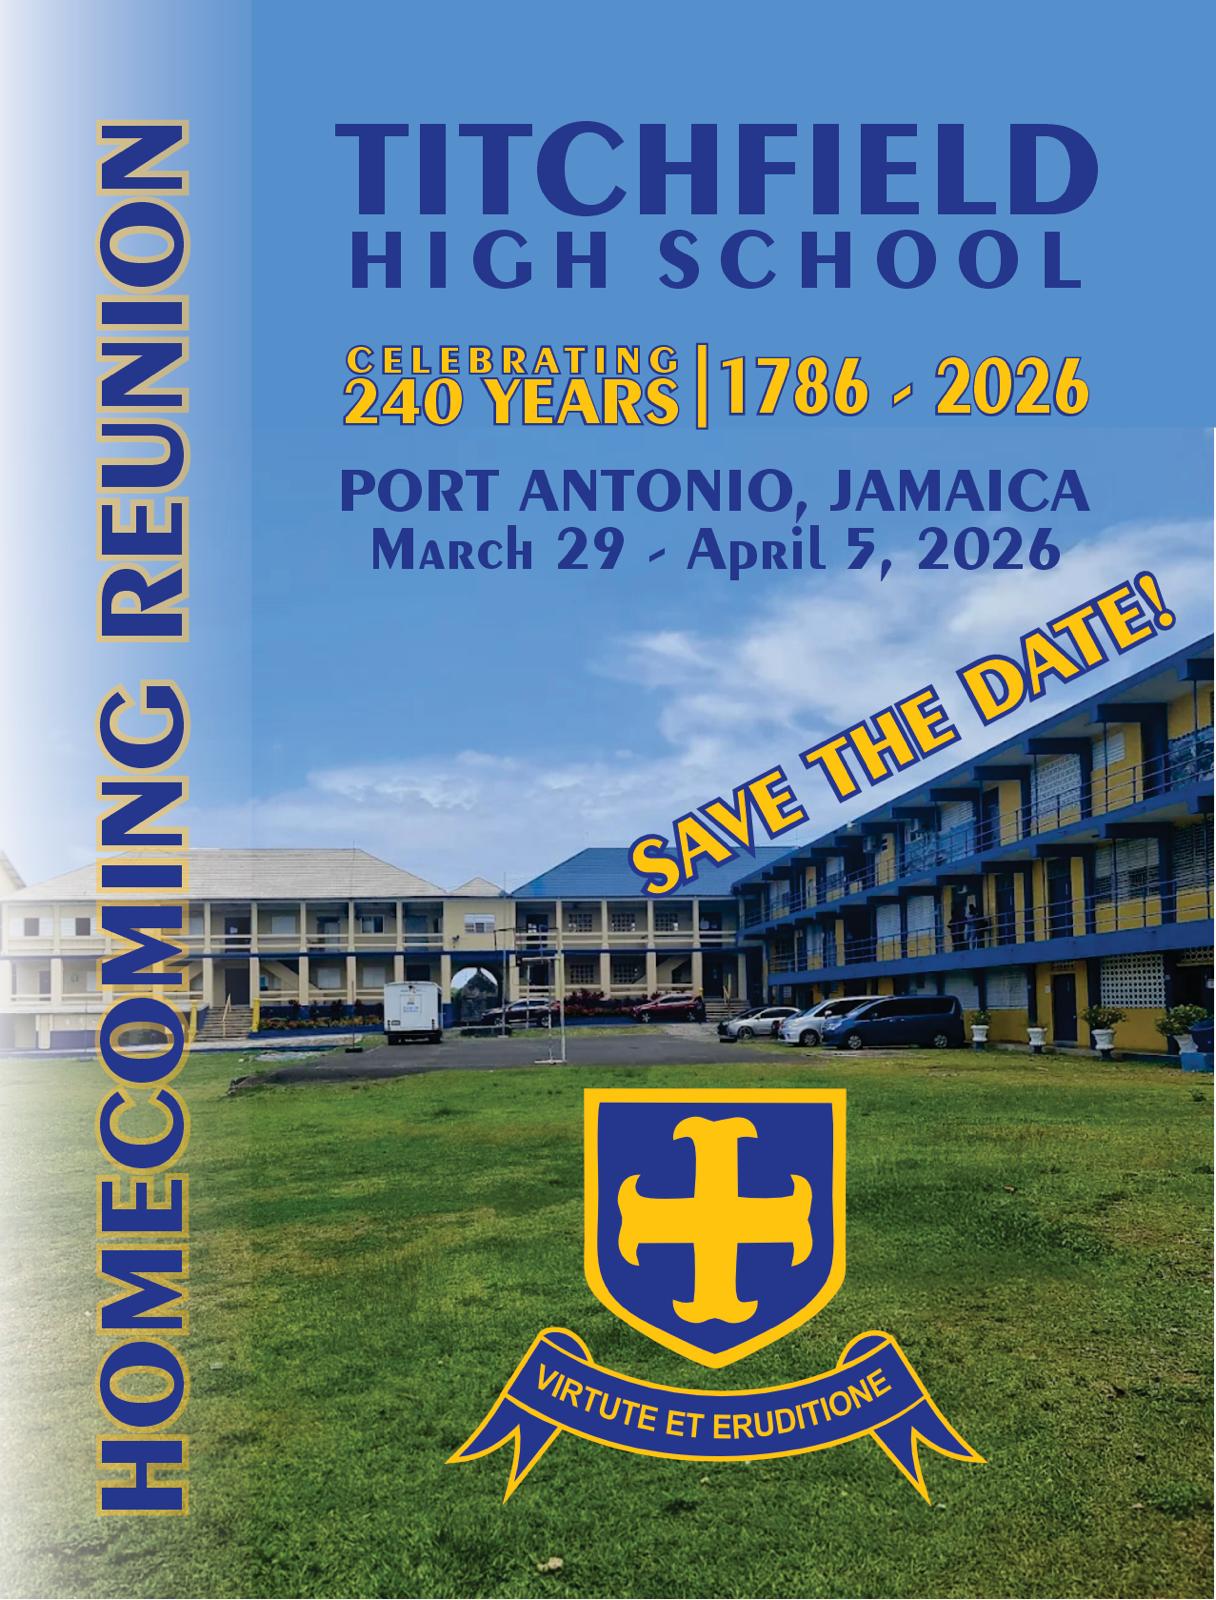 HOMECOMING REUNION
TITCHFIELD
HIGH SCHOOL
CELEBRATING
240 YEARS | 1786 - 2026
PORT ANTONIO, JAMAICA
March 29 - April 5, 2026
SAVE THE DATE!
VIRTUTE ET ERUDITIONE